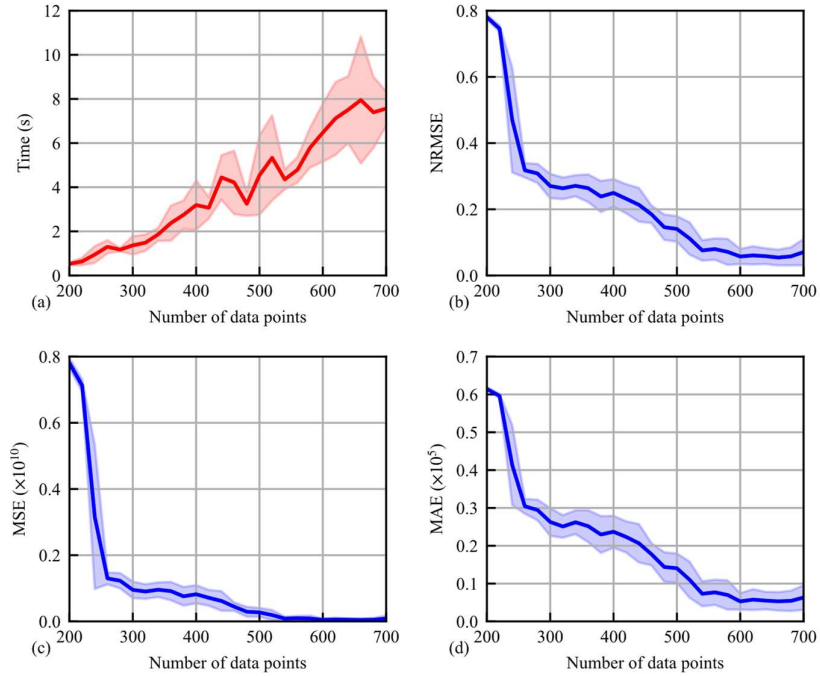 12
10
8
6
4
2
0
Time (s)
200 300 400 500 600 700
(a)
Number of data points
0.8
0.6
0.4
0.2
0.0
NRMSE
200 300 400 500 600 700
(b)
Number of data points
0.8
0.6
0.4
0.2
0
MSE (×10¹⁰)
200 300 400 500 600 700
(c)
Number of data points
0.7
0.6
0.5
0.4
0.3
0.2
0.1
0.0
MAE (×10⁵)
200 300 400 500 600 700
(d)
Number of data points